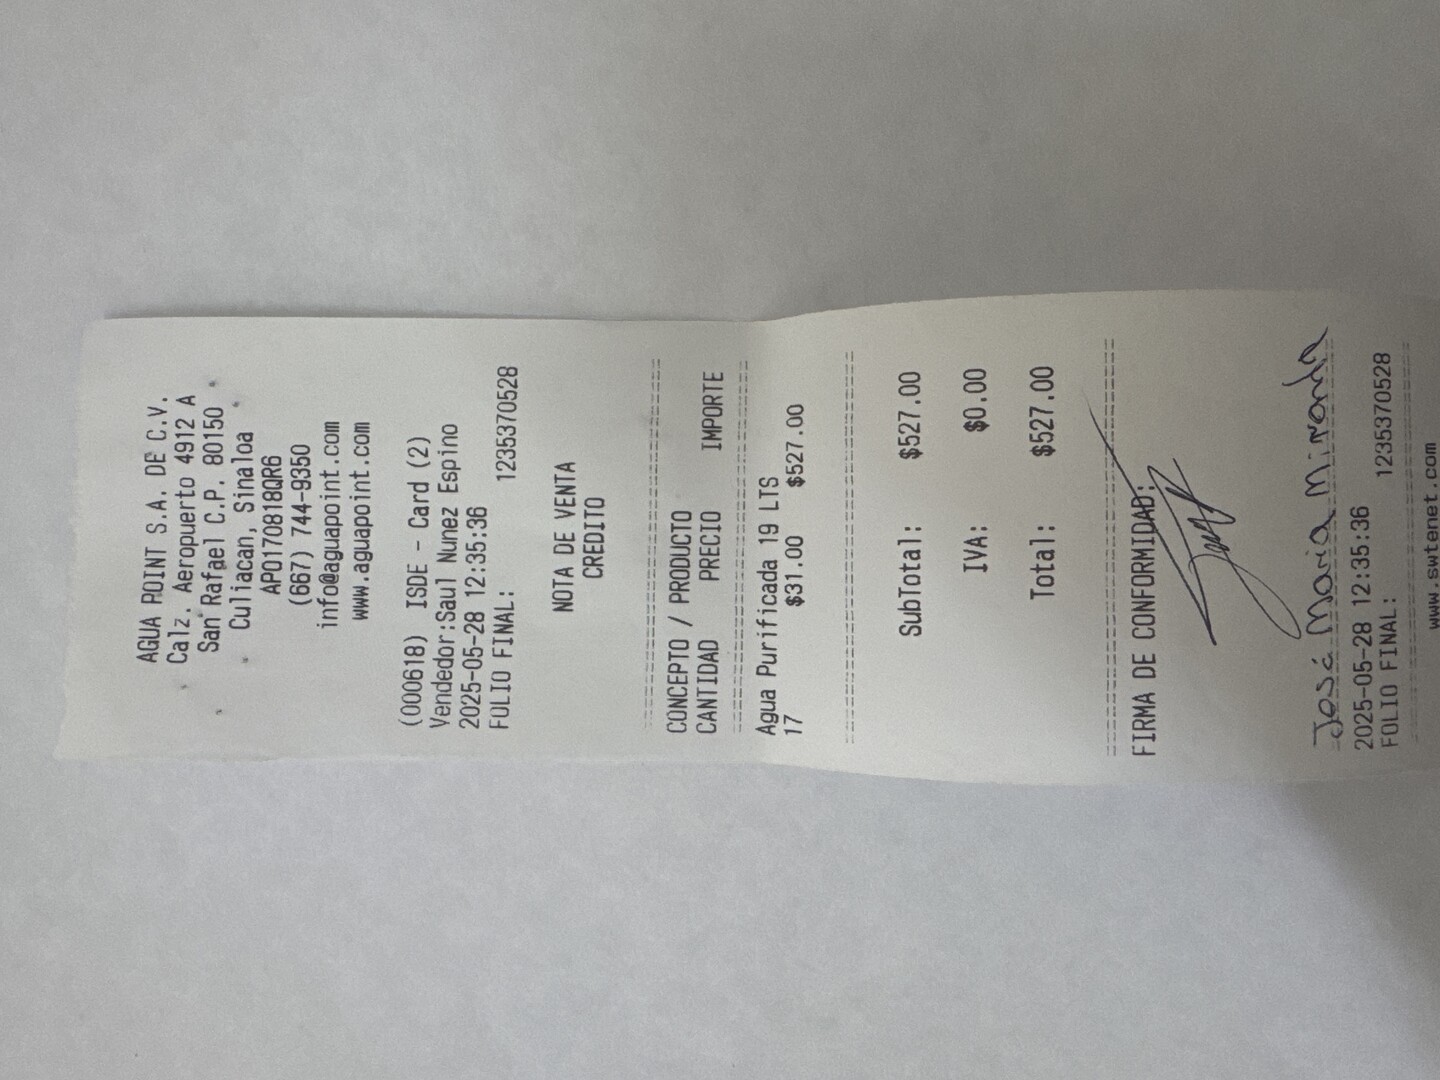 AGUA POINT S.A. DE C.V.
Calz. Aeropuerto 4912 A
San Rafael C.P. 80150
Culiacan, Sinaloa
APO170818QR6
(667) 744-9350
info@aguapoint.com
www.aguapoint.com
(000618) ISDE - Card (2)
Vendedor:Saul Nunez Espino
2025-05-28 12:35:36
FOLIO FINAL: 1235370528
NOTA DE VENTA
CREDITO
CONCEPTO / PRODUCTO
CANTIDAD PRECIO IMPORTE
Agua Purificada 19 LTS
17 $31.00 $527.00
SubTotal: $527.00
IVA: $0.00
Total: $527.00
FIRMA DE CONFORMIDAD:
José Maria Miranda
2025-05-28 12:35:36
FOLIO FINAL: 1235370528
www.swtenet.com